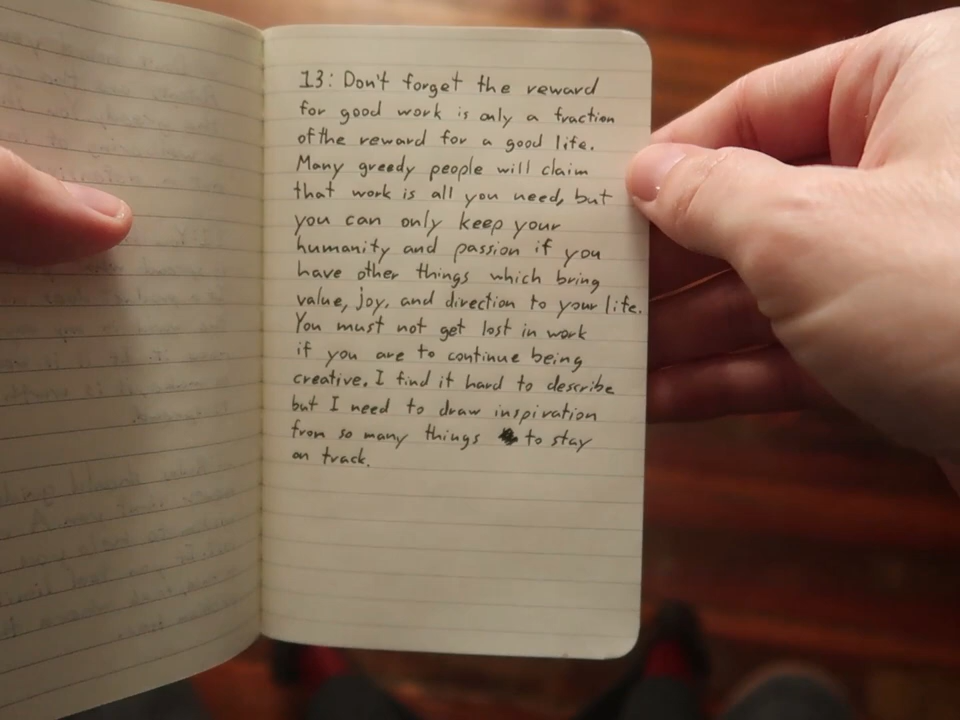 13: Don't forget the reward
for good work is only a fraction
of the reward for a good life.
Many greedy people will claim
that work is all you need, but
you can only keep your
humanity and passion if you
have other things which bring
value, joy, and direction to your life.
You must not get lost in work
if you are to continue being
creative. I find it hard to describe
but I need to draw inspiration
from so many things to stay
on track.